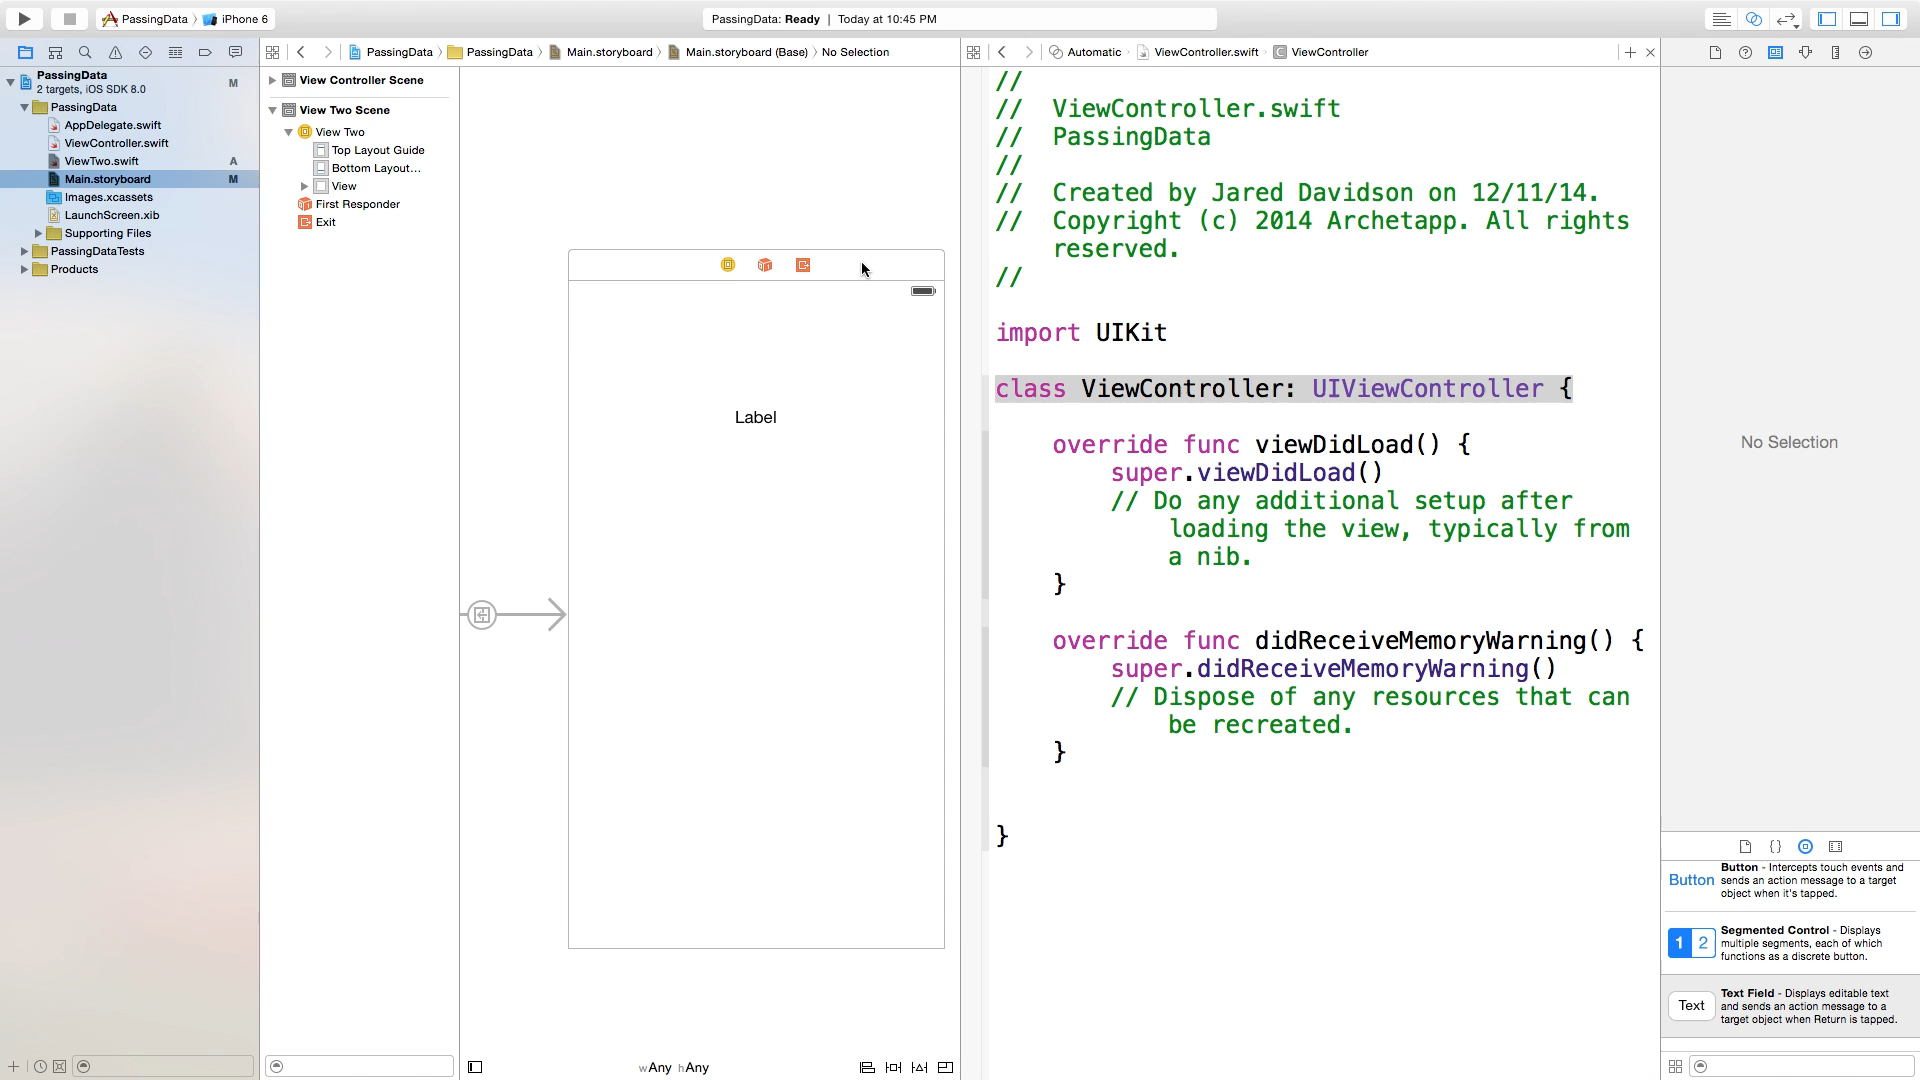 PassingData iPhone 6
PassingData: Ready | Today at 10:45 PM
PassingData PassingData Main.storyboard Main.storyboard (Base) No Selection
Automatic ViewController.swift ViewController
PassingData M
2 targets, iOS SDK 8.0
PassingData
AppDelegate.swift
ViewController.swift
ViewTwo.swift A
Main.storyboard M
Images.xcassets
LaunchScreen.xib
Supporting Files
PassingDataTests
Products
View Controller Scene
View Two Scene
View Two
Top Layout Guide
Bottom Layout...
View
First Responder
Exit
Label
wAny hAny
//
// ViewController.swift
// PassingData
//
// Created by Jared Davidson on 12/11/14.
// Copyright (c) 2014 Archetapp. All rights
reserved.
//
import UIKit
class ViewController: UIViewController {
override func viewDidLoad() {
super.viewDidLoad()
// Do any additional setup after
loading the view, typically from
a nib.
}
override func didReceiveMemoryWarning() {
super.didReceiveMemoryWarning()
// Dispose of any resources that can
be recreated.
}
}
No Selection
{}
Button Button - Intercepts touch events and
sends an action message to a target
object when it's tapped.
1 2 Segmented Control - Displays
multiple segments, each of which
functions as a discrete button.
Text Text Field - Displays editable text
and sends an action message to a
target object when Return is tapped.